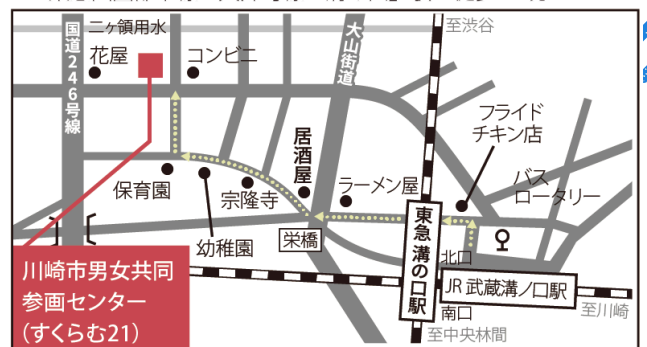 二ヶ領用水
至渋谷
国道246号線
花屋
コンビニ
大山街道
フライド
チキン店
居酒屋
バス
ロータリー
保育園
宗隆寺
ラーメン屋
幼稚園
栄橋
東急 溝の口駅
北口
JR 武蔵溝ノ口駅
南口
至川崎
至中央林間
川崎市男女共同
参画センター
(すくらむ21)